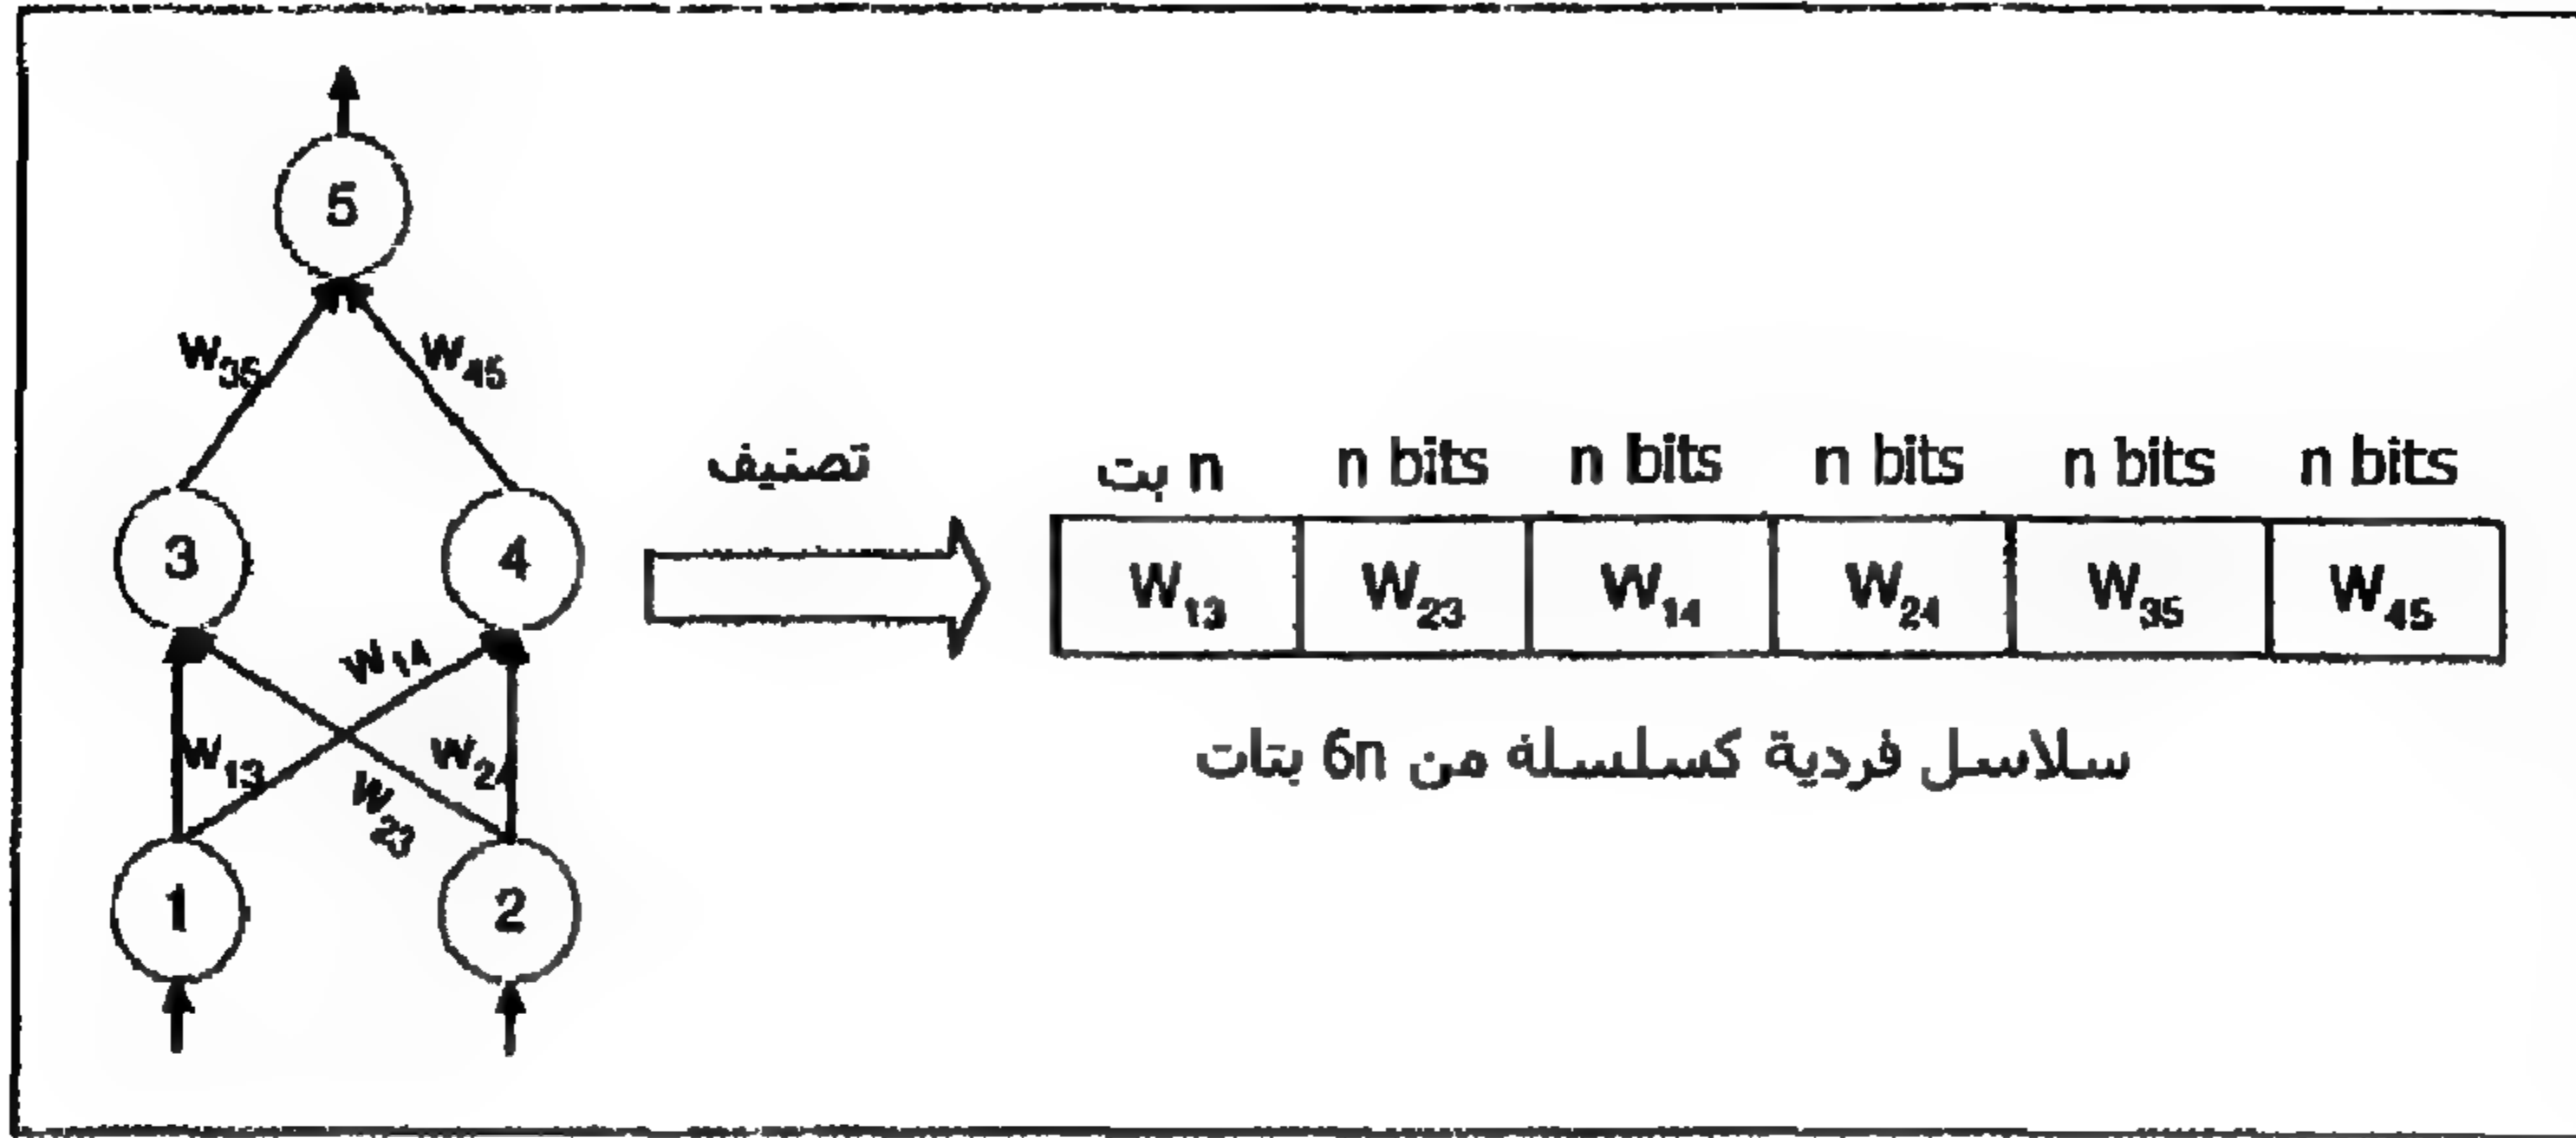 5
W35 W45
تصنيف
n بت n bits n bits n bits n bits n bits
3 4
W13 W23 W14 W24 W35 W45
W14
سلاسل فردية كسلسلة من 6n بتات
W13 W23 W24
1 2